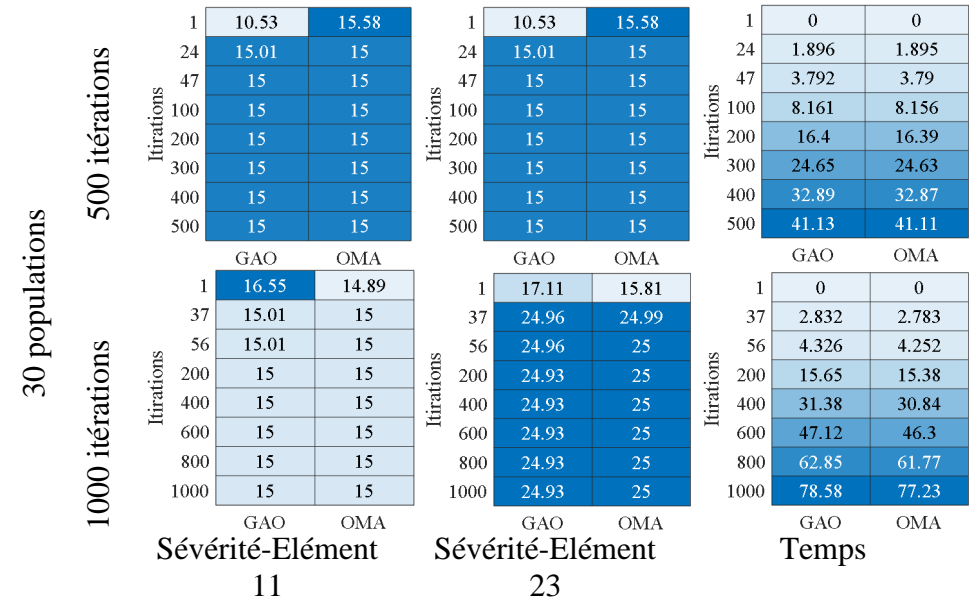 30 populations
500 itérations
Itirations
1 10.53 15.58
24 15.01 15
47 15 15
100 15 15
200 15 15
300 15 15
400 15 15
500 15 15
GAO OMA
Itirations
1 10.53 15.58
24 15.01 15
47 15 15
100 15 15
200 15 15
300 15 15
400 15 15
500 15 15
GAO OMA
Itirations
1 0 0
24 1.896 1.895
47 3.792 3.79
100 8.161 8.156
200 16.4 16.39
300 24.65 24.63
400 32.89 32.87
500 41.13 41.11
GAO OMA
1000 itérations
Itirations
1 16.55 14.89
37 15.01 15
56 15.01 15
200 15 15
400 15 15
600 15 15
800 15 15
1000 15 15
GAO OMA
Sévérité-Elément
11
Itirations
1 17.11 15.81
37 24.96 24.99
56 24.96 25
200 24.93 25
400 24.93 25
600 24.93 25
800 24.93 25
1000 24.93 25
GAO OMA
Sévérité-Elément
23
Itirations
1 0 0
37 2.832 2.783
56 4.326 4.252
200 15.65 15.38
400 31.38 30.84
600 47.12 46.3
800 62.85 61.77
1000 78.58 77.23
GAO OMA
Temps